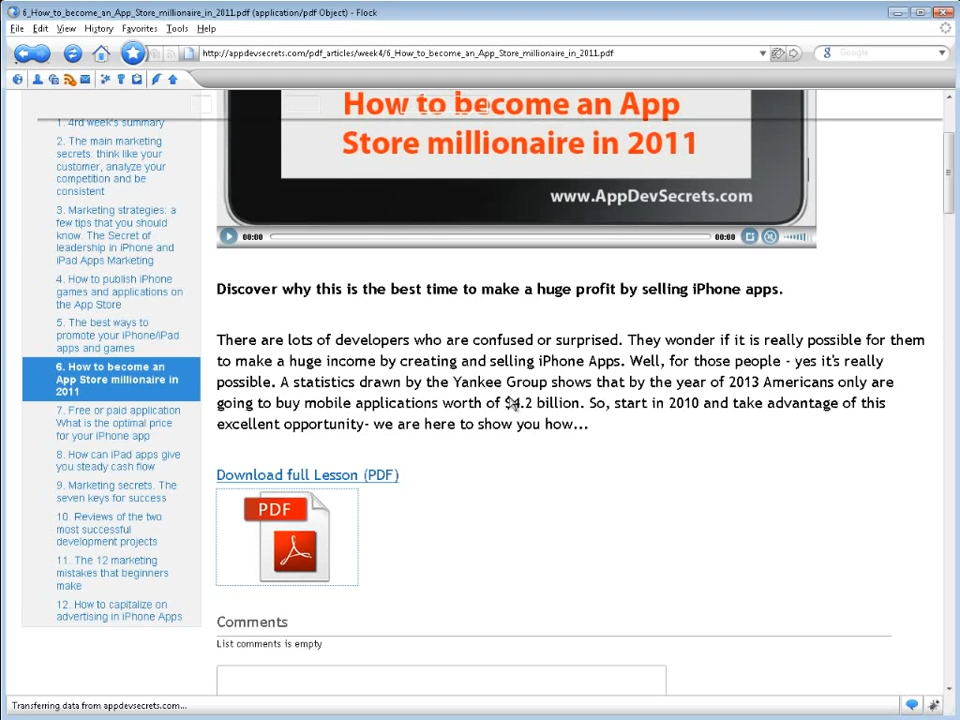 6_How_to_become_an_App_Store_millionaire_in_2011.pdf (application/pdf Object) - Flock
File Edit View History Favorites Tools Help
http://appdevsecrets.com/pdf_articles/week4/6_How_to_become_an_App_Store_millionaire_in_2011.pdf
Google
1. 4rd week's summary
2. The main marketing
secrets: think like your
customer, analyze your
competition and be
consistent
3. Marketing strategies: a
few tips that you should
know. The Secret of
leadership in iPhone and
iPad Apps Marketing
4. How to publish iPhone
games and applications on
the App Store
5. The best ways to
promote your iPhone/iPad
apps and games
6. How to become an
App Store millionaire in
2011
7. Free or paid application
What is the optimal price
for your iPhone app
8. How can iPad apps give
you steady cash flow
9. Marketing secrets. The
seven keys for success
10. Reviews of the two
most successful
development projects
11. The 12 marketing
mistakes that beginners
make
12. How to capitalize on
advertising in iPhone Apps
How to become an App
Store millionaire in 2011
www.AppDevSecrets.com
00:00 00:00
Discover why this is the best time to make a huge profit by selling iPhone apps.
There are lots of developers who are confused or surprised. They wonder if it is really possible for them
to make a huge income by creating and selling iPhone Apps. Well, for those people - yes it's really
possible. A statistics drawn by the Yankee Group shows that by the year of 2013 Americans only are
going to buy mobile applications worth of $4.2 billion. So, start in 2010 and take advantage of this
excellent opportunity- we are here to show you how...
Download full Lesson (PDF)
PDF
Comments
List comments is empty
Transferring data from appdevsecrets.com...